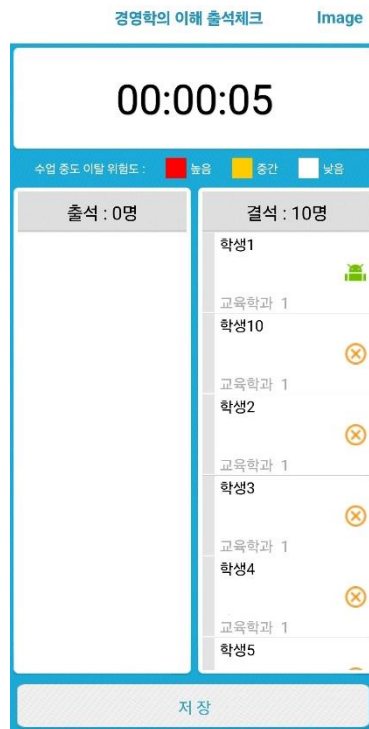 경영학의 이해 출석체크 Image
00:00:05
수업 중도 이탈 위험도 : 높음 중간 낮음
출석 : 0명
결석 : 10명
학생1
교육학과 1
학생10
교육학과 1
학생2
교육학과 1
학생3
교육학과 1
학생4
교육학과 1
학생5
저 장